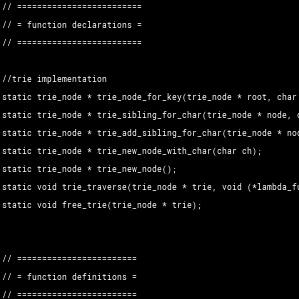 // =========================
// = function declarations =
// =========================
//trie implementation
static trie_node * trie_node_for_key(trie_node * root, char
static trie_node * trie_sibling_for_char(trie_node * node, c
static trie_node * trie_add_sibling_for_char(trie_node * nod
static trie_node * trie_new_node_with_char(char ch);
static trie_node * trie_new_node();
static void trie_traverse(trie_node * trie, void (*lambda_fu
static void free_trie(trie_node * trie);
// ========================
// = function definitions =
// ========================